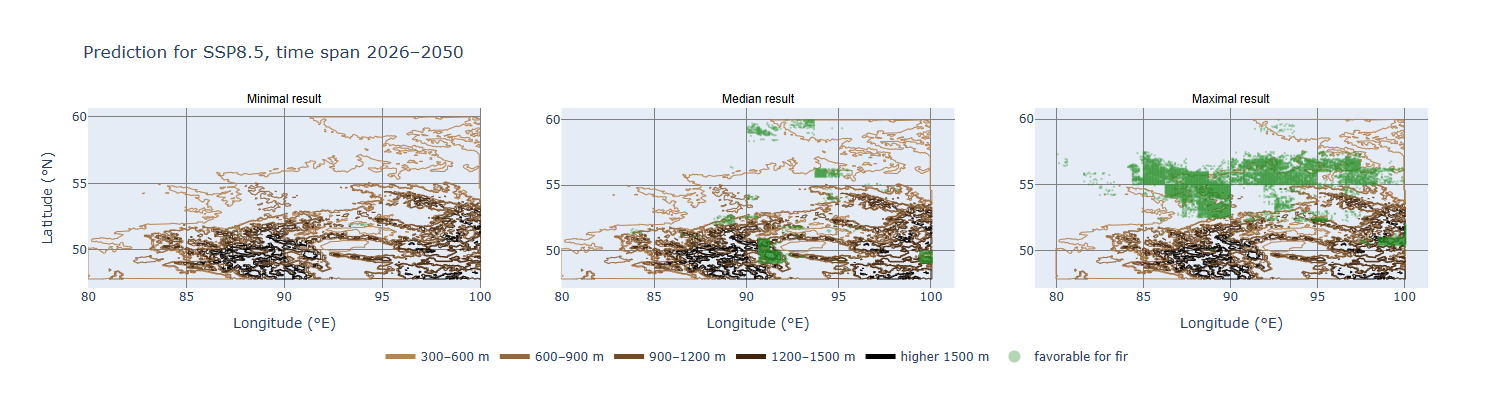 Prediction for SSP8.5, time span 2026–2050
Minimal result
Median result
Maximal result
Latitude (°N)
60
55
50
80
85
90
95
100
Longitude (°E)
60
55
50
80
85
90
95
100
Longitude (°E)
60
55
50
80
85
90
95
100
Longitude (°E)
300–600 m
600–900 m
900–1200 m
1200–1500 m
higher 1500 m
favorable for fir